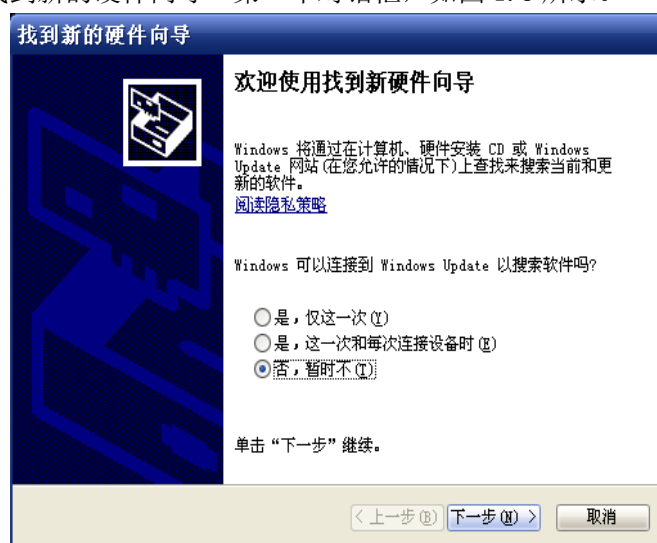 找到新的硬件向导
欢迎使用找到新硬件向导
Windows 将通过在计算机、硬件安装 CD 或 Windows
Update 网站(在您允许的情况下)上查找来搜索当前和更
新的软件。
阅读隐私策略
Windows 可以连接到 Windows Update 以搜索软件吗?
是，仅这一次(Y)
是，这一次和每次连接设备时(E)
否，暂时不(T)
单击“下一步”继续。
< 上一步(B) 下一步(N) > 取消